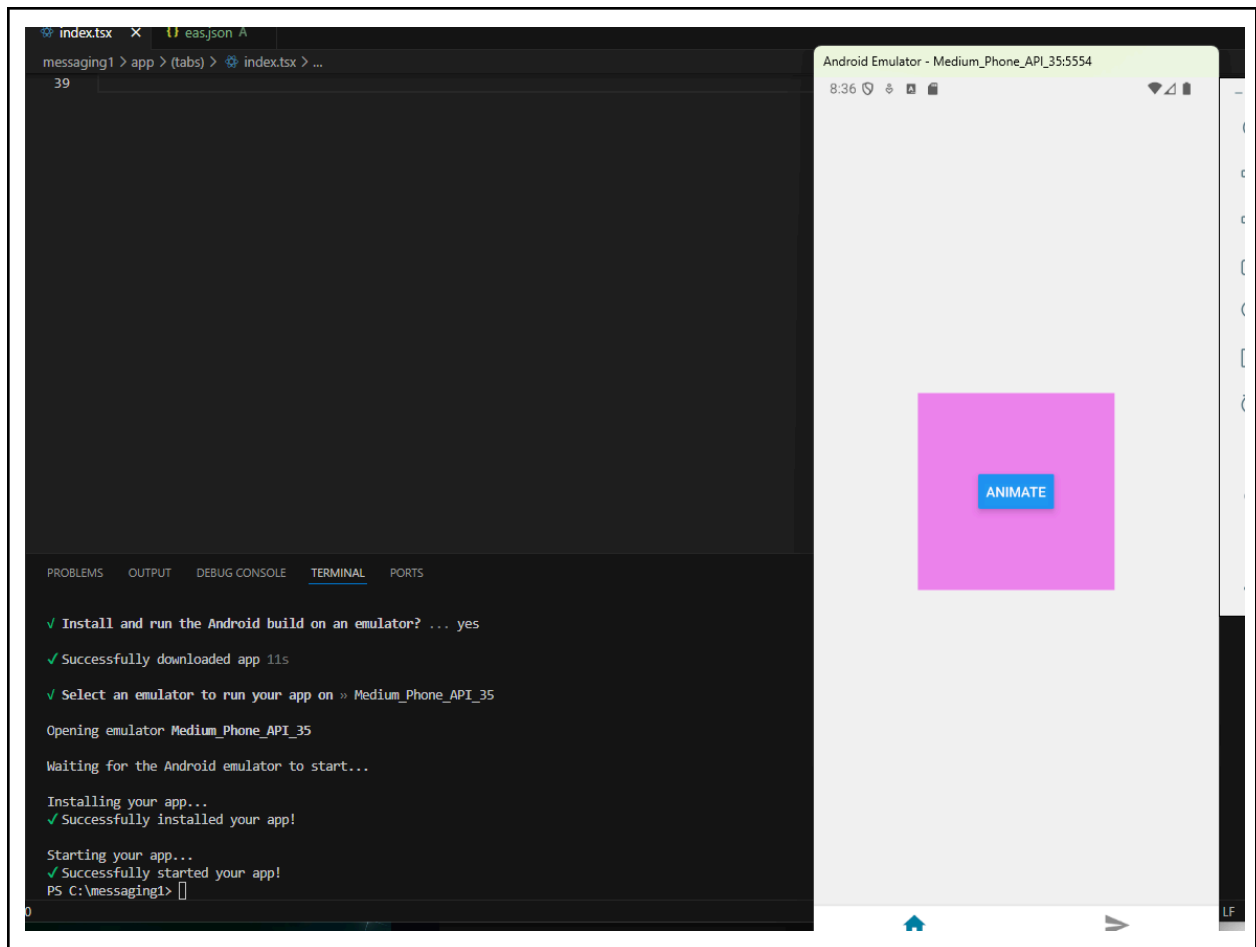 index.tsx
eas.json A
messaging1 > app > (tabs) > index.tsx > ...
39
Android Emulator - Medium_Phone_API_35:5554
8:36
ANIMATE
PROBLEMS OUTPUT DEBUG CONSOLE TERMINAL PORTS
√ Install and run the Android build on an emulator? ... yes
✓ Successfully downloaded app 11s
√ Select an emulator to run your app on » Medium_Phone_API_35
Opening emulator Medium_Phone_API_35
Waiting for the Android emulator to start...
Installing your app...
✓ Successfully installed your app!
Starting your app...
✓ Successfully started your app!
PS C:\messaging1>
0
LF